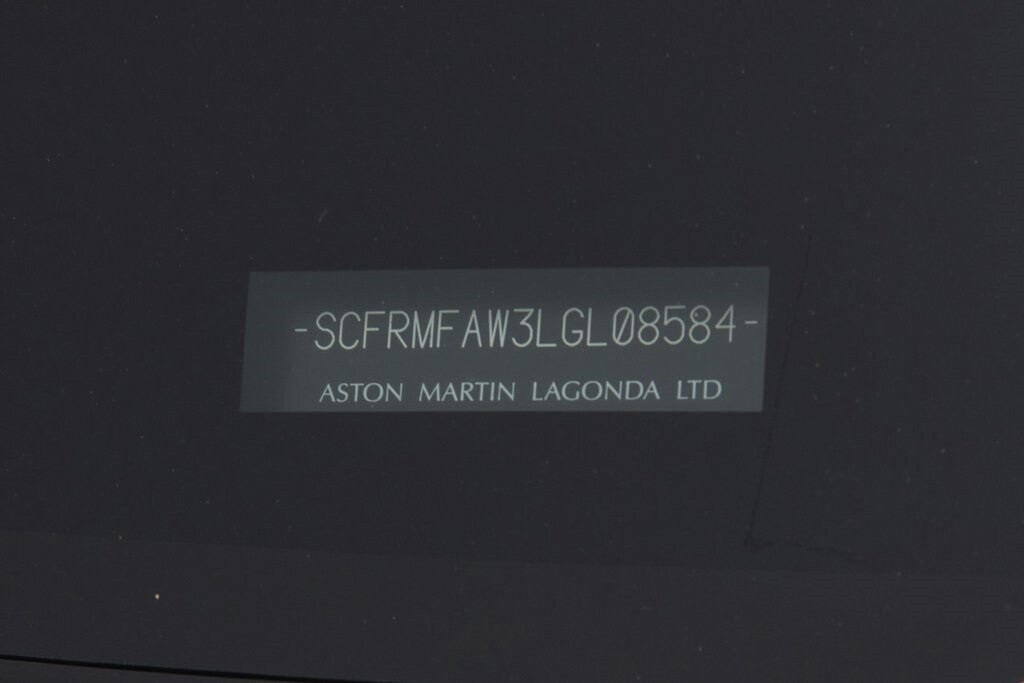 -SCFRMFAW3LGL08584-
ASTON MARTIN LAGONDA LTD